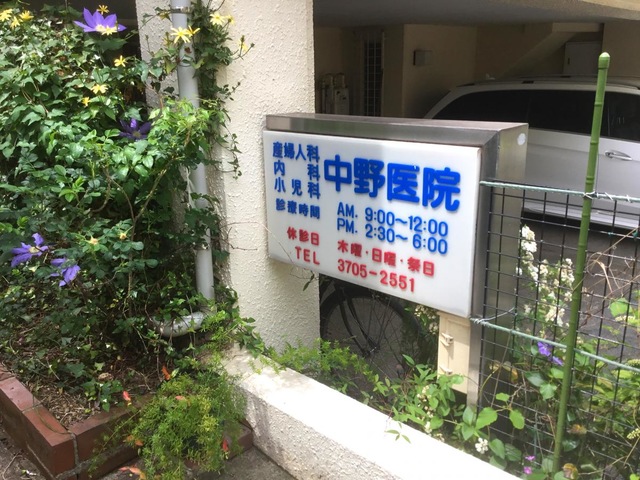 産婦人科
内 科
小児科
中野医院
診療時間 AM. 9:00〜12:00
PM. 2:30〜6:00
休診日 木曜・日曜・祭日
TEL 3705-2551